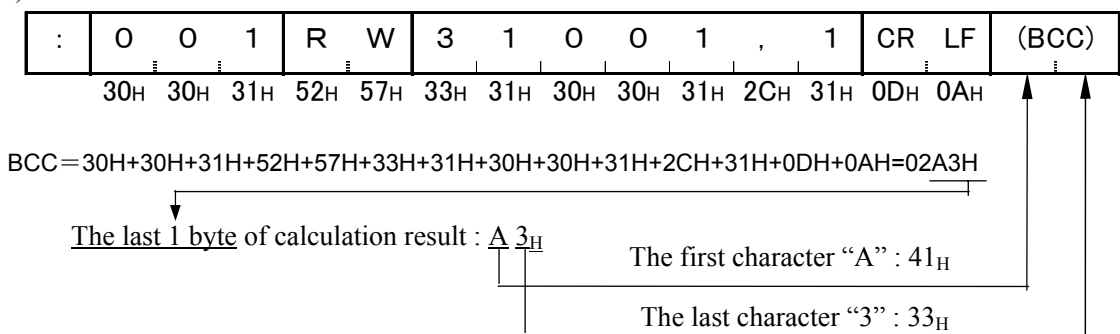 : 0 0 1 R W 3 1 0 0 1 , 1 CR LF (BCC)
30H 30H 31H 52H 57H 33H 31H 30H 30H 31H 2CH 31H 0DH 0AH
BCC＝30H+30H+31H+52H+57H+33H+31H+30H+30H+31H+2CH+31H+0DH+0AH=02A3H
The last 1 byte of calculation result : A 3H
The first character “A” : 41H
The last character “3” : 33H